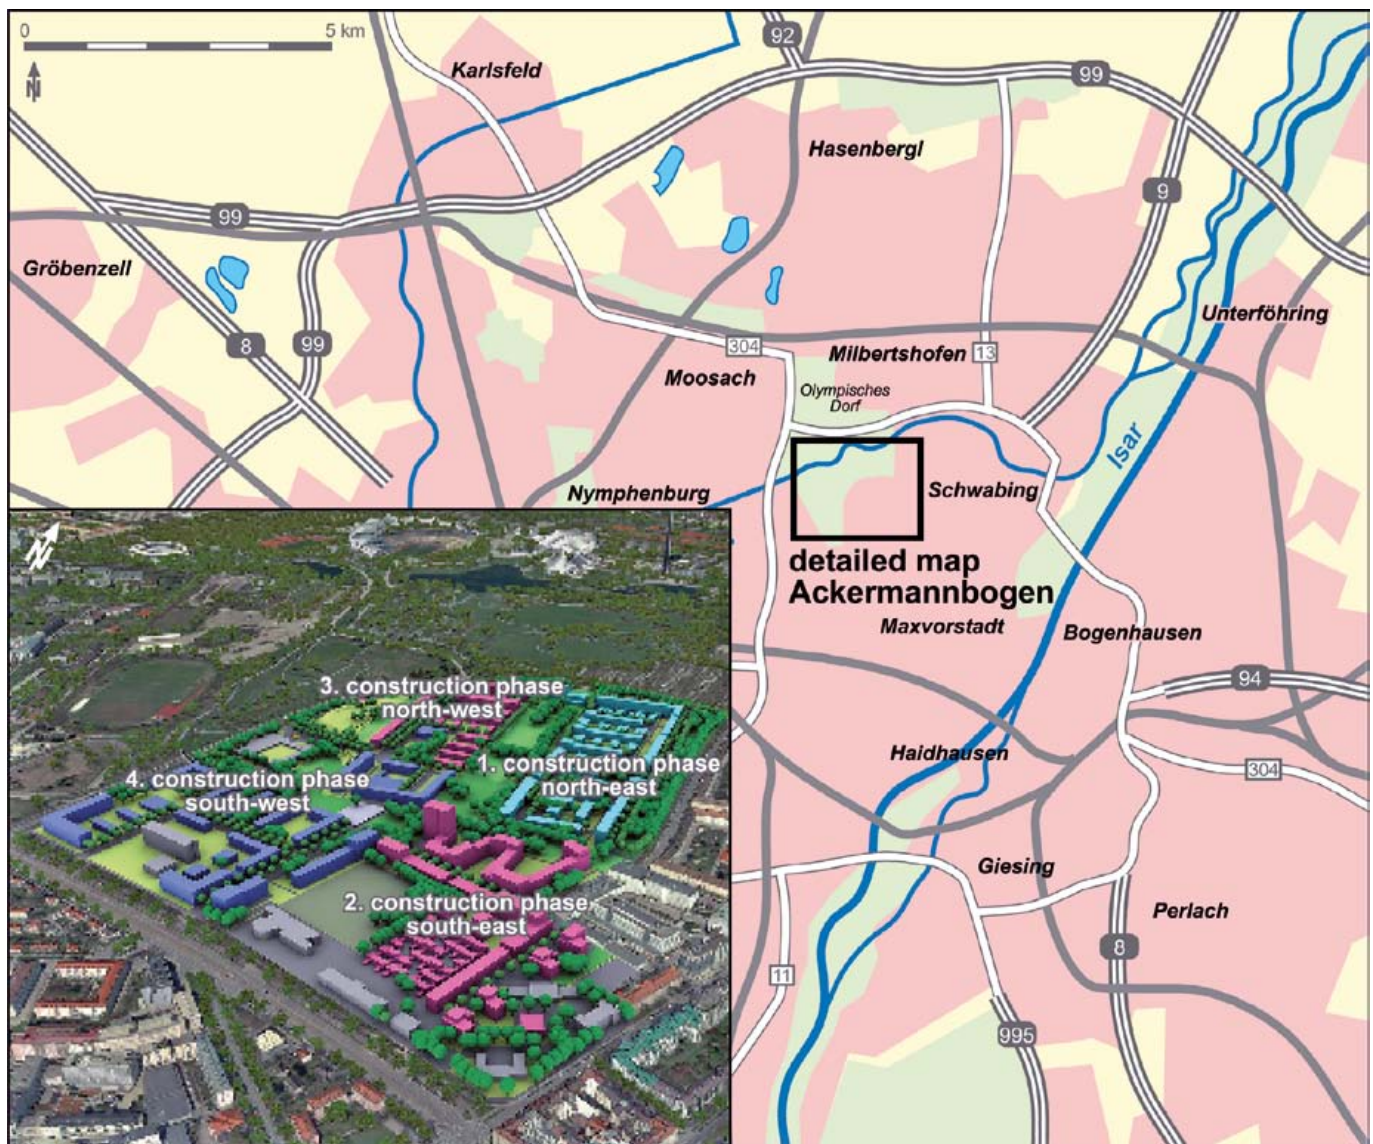 0 5 km
N
92
99
Karlsfeld
Hasenbergl
9
99
Gröbenzell
Unterföhring
8
99
304
Milbertshofen
13
Moosach
Olympisches
Dorf
Isar
Nymphenburg
Schwabing
detailed map
Ackermannbogen
Maxvorstadt
Bogenhausen
94
Haidhausen
304
Giesing
Perlach
8
11
995
N
3. construction phase
north-west
1. construction phase
north-east
4. construction phase
south-west
2. construction phase
south-east